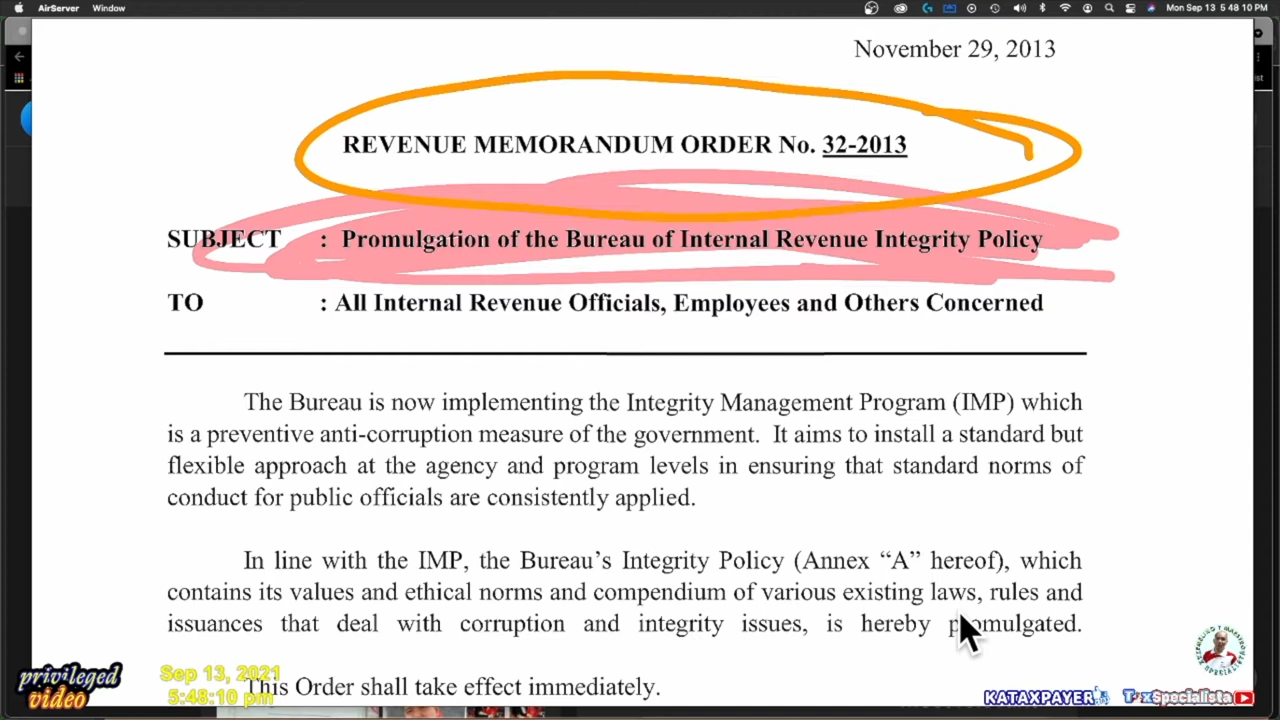 AirServer Window Mon Sep 13 5 48 10 PM
November 29, 2013
REVENUE MEMORANDUM ORDER No. 32-2013
SUBJECT : Promulgation of the Bureau of Internal Revenue Integrity Policy
TO : All Internal Revenue Officials, Employees and Others Concerned
The Bureau is now implementing the Integrity Management Program (IMP) which
is a preventive anti-corruption measure of the government. It aims to install a standard but
flexible approach at the agency and program levels in ensuring that standard norms of
conduct for public officials are consistently applied.
In line with the IMP, the Bureau’s Integrity Policy (Annex “A” hereof), which
contains its values and ethical norms and compendium of various existing laws, rules and
issuances that deal with corruption and integrity issues, is hereby promulgated.
This Order shall take effect immediately.
privileged
video
Sep 13, 2021
5:48:10 pm
KATAXPAYER
TaxSpecialista